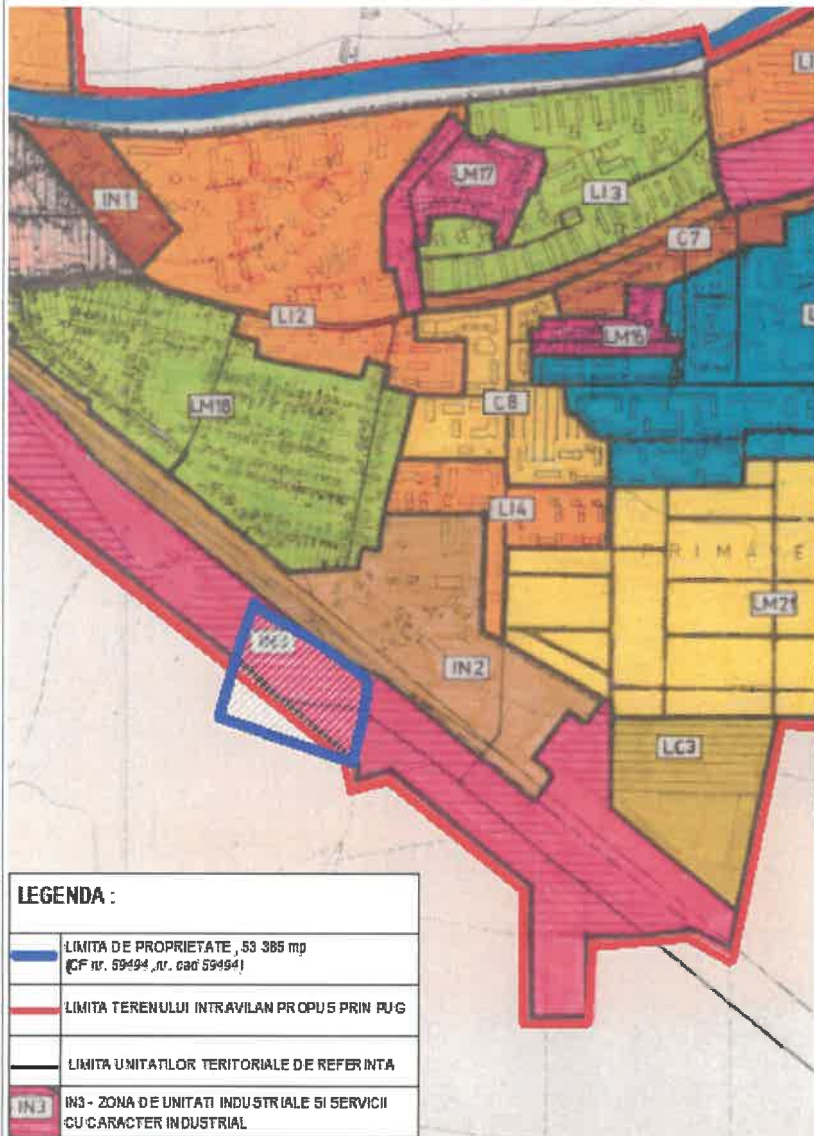 LI
IN1
LM17
LI3
C7
LI2
LM16
L
LM18
C8
LI4
PRIMAVE
LM21
IN2
LC3
LEGENDA :
LIMITA DE PROPRIETATE , 53 385 mp
(CF nr. 59494 ,nr. cad 59494)
LIMITA TERENULUI INTRAVILAN PROPUS PRIN PUG
LIMITA UNITATILOR TERITORIALE DE REFERINTA
IN3
IN3 - ZONA DE UNITATI INDUSTRIALE SI SERVICII
CU CARACTER INDUSTRIAL